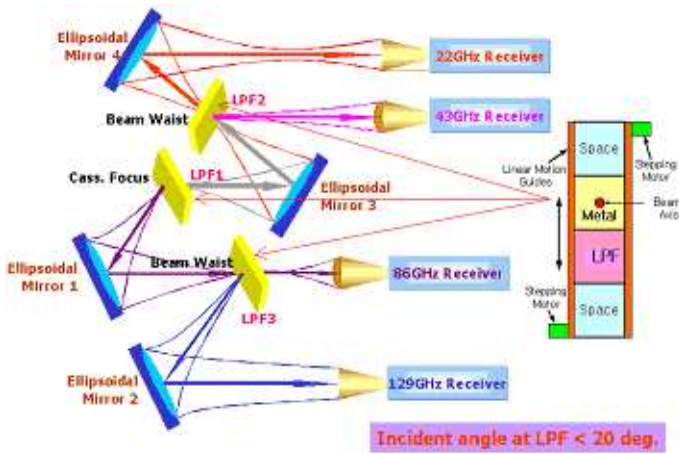 Ellipsoidal
Mirror 4
22GHz Receiver
LPF2
Beam Waist
43GHz Receiver
Cass. Focus
LPF1
Ellipsoidal
Mirror 3
Space
Linear Motion
Guides
Stepping
Motor
Metal
Beam
Axis
LPF
Stepping
Motor
Space
Ellipsoidal
Mirror 1
Beam Waist
86GHz Receiver
LPF3
Ellipsoidal
Mirror 2
129GHz Receiver
Incident angle at LPF < 20 deg.